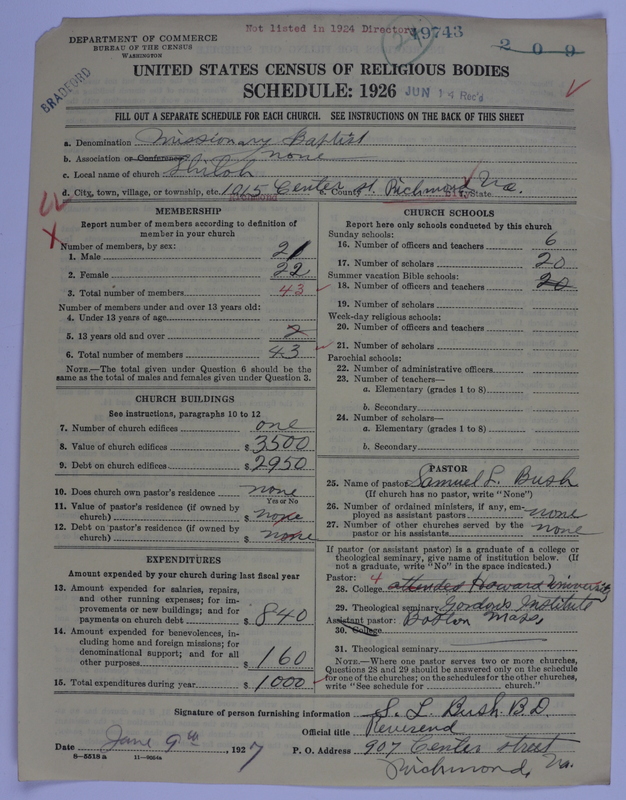 Not listed in 1924 Director
49743
209
DEPARTMENT OF COMMERCE
BUREAU OF THE CENSUS
WASHINGTON
BRADFORD
UNITED STATES CENSUS OF RELIGIOUS BODIES
SCHEDULE: 1926
JUN 14 Rec'd
FILL OUT A SEPARATE SCHEDULE FOR EACH CHURCH. SEE INSTRUCTIONS ON THE BACK OF THIS SHEET
a. Denomination Missionary Baptist
b. Association or Conference none
c. Local name of church Shiloh
d. City, town, village, or township, etc. 1015 Center st. e. County Richmond State Va.
MEMBERSHIP
Report number of members according to definition of
member in your church
Number of members, by sex:
1. Male 21
2. Female 22
3. Total number of members 43
Number of members under and over 13 years old:
4. Under 13 years of age
5. 13 years old and over 2
6. Total number of members 43
NOTE.—The total given under Question 6 should be the
same as the total of males and females given under Question 3.
CHURCH BUILDINGS
See instructions, paragraphs 10 to 12
7. Number of church edifices one
8. Value of church edifices $ 3500
9. Debt on church edifices $ 2950
10. Does church own pastor's residence none
Yes or No
11. Value of pastor's residence (if owned by
church) $ none
12. Debt on pastor's residence (if owned by
church) $ none
EXPENDITURES
Amount expended by your church during last fiscal year
13. Amount expended for salaries, repairs,
and other running expenses; for im-
provements or new buildings; and for
payments on church debt $ 840
14. Amount expended for benevolences, in-
cluding home and foreign missions; for
denominational support; and for all
other purposes $ 160
15. Total expenditures during year $ 1000
CHURCH SCHOOLS
Report here only schools conducted by this church
Sunday schools:
16. Number of officers and teachers 6
17. Number of scholars 20
Summer vacation Bible schools:
18. Number of officers and teachers 20
19. Number of scholars
Week-day religious schools:
20. Number of officers and teachers
21. Number of scholars
Parochial schools:
22. Number of administrative officers
23. Number of teachers—
a. Elementary (grades 1 to 8)
b. Secondary
24. Number of scholars—
a. Elementary (grades 1 to 8)
b. Secondary
PASTOR
25. Name of pastor Samuel L. Bush
(If church has no pastor, write "None")
26. Number of ordained ministers, if any, em-
ployed as assistant pastors none
27. Number of other churches served by the
pastor or his assistants none
If pastor (or assistant pastor) is a graduate of a college or
theological seminary, give name of institution below. (If
not a graduate, write "No" in the space indicated.)
Pastor: 4
28. College attended Howard University
29. Theological seminary Gordon's Institute
Assistant pastor: Boston Mass,
30. College
31. Theological seminary
NOTE.—Where one pastor serves two or more churches,
Questions 28 and 29 should be answered only on the schedule
for one of the churches; on the schedules for the other churches,
write "See schedule for church."
Signature of person furnishing information S. L. Bush B.D.
Official title Reverend
Date June 9th, 1927
P. O. Address 907 Center street
8—5518a 11—9084a
Richmond, Va.